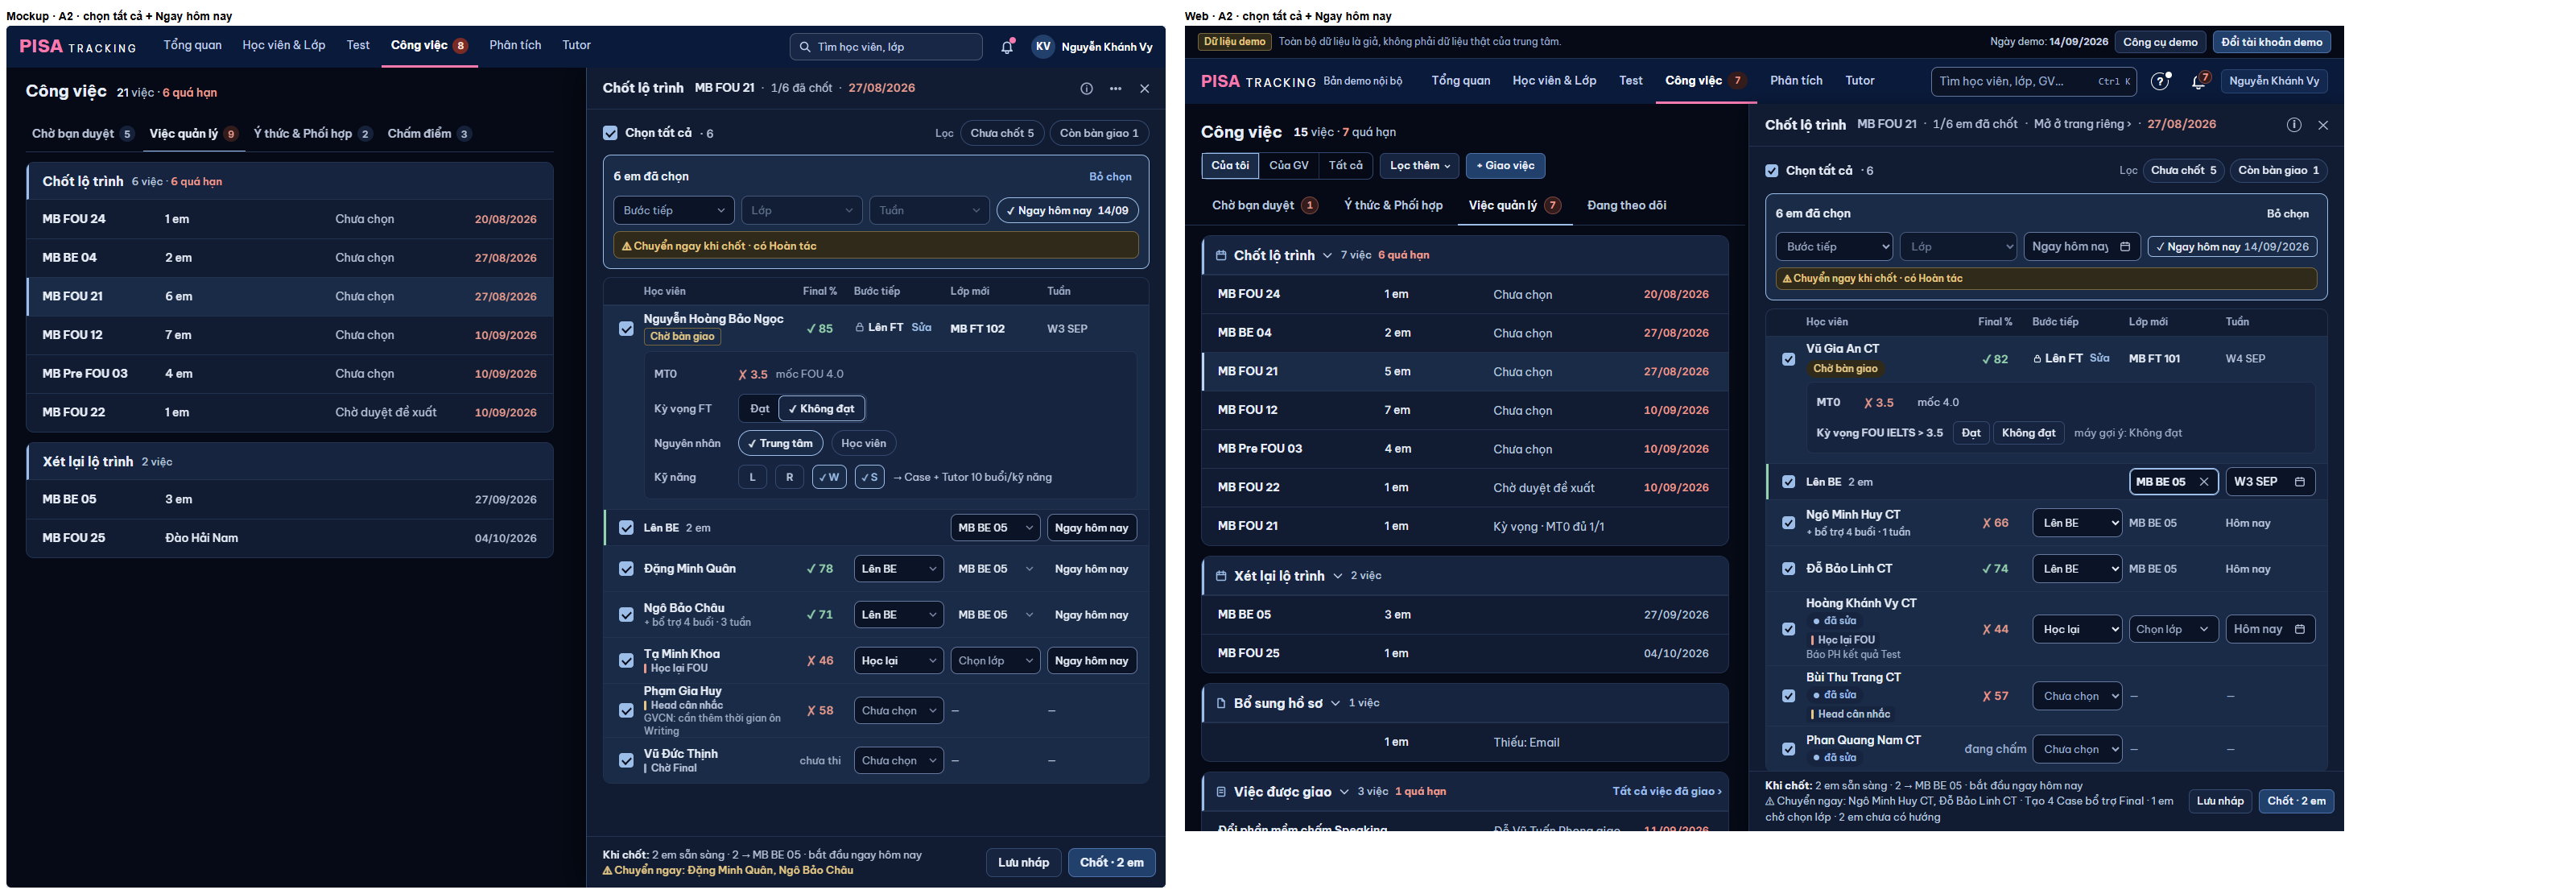 Mockup · A2 · chọn tất cả + Ngay hôm nay
PISA TRACKING Tổng quan Học viên & Lớp Test Công việc 8 Phân tích Tutor Tìm học viên, lớp KV Nguyễn Khánh Vy
Công việc 21 việc · 6 quá hạn
Chờ bạn duyệt 5 Việc quản lý 9 Ý thức & Phối hợp 2 Chấm điểm 3
Chốt lộ trình 6 việc · 6 quá hạn
MB FOU 24 1 em Chưa chọn 20/08/2026
MB BE 04 2 em Chưa chọn 27/08/2026
MB FOU 21 6 em Chưa chọn 27/08/2026
MB FOU 12 7 em Chưa chọn 10/09/2026
MB Pre FOU 03 4 em Chưa chọn 10/09/2026
MB FOU 22 1 em Chờ duyệt đề xuất 10/09/2026
Xét lại lộ trình 2 việc
MB BE 05 3 em 27/09/2026
MB FOU 25 Đào Hải Nam 04/10/2026
Chốt lộ trình MB FOU 21 · 1/6 đã chốt · 27/08/2026
Chọn tất cả · 6 Lọc Chưa chốt 5 Còn bàn giao 1
6 em đã chọn Bỏ chọn
Bước tiếp Lớp Tuần ✓ Ngay hôm nay 14/09
⚠ Chuyển ngay khi chốt · có Hoàn tác
Học viên Final % Bước tiếp Lớp mới Tuần
Nguyễn Hoàng Bảo Ngọc ✓ 85 Lên FT Sửa MB FT 102 W3 SEP
Chờ bàn giao
MT0 ✗ 3.5 mốc FOU 4.0
Kỳ vọng FT Đạt ✓ Không đạt
Nguyên nhân ✓ Trung tâm Học viên
Kỹ năng L R ✓ W ✓ S → Case + Tutor 10 buổi/kỹ năng
Lên BE 2 em MB BE 05 Ngay hôm nay
Đặng Minh Quân ✓ 78 Lên BE MB BE 05 Ngay hôm nay
Ngô Bảo Châu ✓ 71 Lên BE MB BE 05 Ngay hôm nay
+ bổ trợ 4 buổi · 3 tuần
Tạ Minh Khoa ✗ 46 Học lại Chọn lớp Ngay hôm nay
Học lại FOU
Phạm Gia Huy ✗ 58 Chưa chọn – –
Head cân nhắc
GVCN: cần thêm thời gian ôn
Writing
Vũ Đức Thịnh chưa thi Chưa chọn – –
Chờ Final
Khi chốt: 2 em sẵn sàng · 2 → MB BE 05 · bắt đầu ngay hôm nay
⚠ Chuyển ngay: Đặng Minh Quân, Ngô Bảo Châu
Lưu nháp Chốt · 2 em
Web · A2 · chọn tất cả + Ngay hôm nay
Dữ liệu demo Toàn bộ dữ liệu là giả, không phải dữ liệu thật của trung tâm. Ngày demo: 14/09/2026 Công cụ demo Đổi tài khoản demo
PISA TRACKING Bản demo nội bộ Tổng quan Học viên & Lớp Test Công việc 7 Phân tích Tutor Tìm học viên, lớp, GV... Ctrl K ? 7 Nguyễn Khánh Vy
Công việc 15 việc · 7 quá hạn
Của tôi Của GV Tất cả Lọc thêm + Giao việc
Chờ bạn duyệt 1 Ý thức & Phối hợp Việc quản lý 7 Đang theo dõi
Chốt lộ trình 7 việc 6 quá hạn
MB FOU 24 1 em Chưa chọn 20/08/2026
MB BE 04 2 em Chưa chọn 27/08/2026
MB FOU 21 5 em Chưa chọn 27/08/2026
MB FOU 12 7 em Chưa chọn 10/09/2026
MB Pre FOU 03 4 em Chưa chọn 10/09/2026
MB FOU 22 1 em Chờ duyệt đề xuất 10/09/2026
MB FOU 21 1 em Kỳ vọng · MT0 đủ 1/1
Xét lại lộ trình 2 việc
MB BE 05 3 em 27/09/2026
MB FOU 25 1 em 04/10/2026
Bổ sung hồ sơ 1 việc
1 em Thiếu: Email
Việc được giao 3 việc 1 quá hạn Tất cả việc đã giao ›
Đổi phần mềm chấm Speaking Đỗ Vũ Tuấn Phong giao 11/09/2026
Chốt lộ trình MB FOU 21 · 1/6 em đã chốt · Mở ở trang riêng › · 27/08/2026
Chọn tất cả · 6 Lọc Chưa chốt 5 Còn bàn giao 1
6 em đã chọn Bỏ chọn
Bước tiếp Lớp Ngay hôm nay ✓ Ngay hôm nay 14/09/2026
⚠ Chuyển ngay khi chốt · có Hoàn tác
Học viên Final % Bước tiếp Lớp mới Tuần
Vũ Gia An CT ✓ 82 Lên FT Sửa MB FT 101 W4 SEP
Chờ bàn giao
MT0 ✗ 3.5 mốc 4.0
Kỳ vọng FOU IELTS > 3.5 Đạt Không đạt máy gợi ý: Không đạt
Lên BE 2 em MB BE 05 W3 SEP
Ngô Minh Huy CT ✗ 66 Lên BE MB BE 05 Hôm nay
+ bổ trợ 4 buổi · 1 tuần
Đỗ Bảo Linh CT ✓ 74 Lên BE MB BE 05 Hôm nay
Hoàng Khánh Vy CT ✗ 44 Học lại Chọn lớp Hôm nay
đã sửa
Học lại FOU
Báo PH kết quả Test
Bùi Thu Trang CT ✗ 57 Chưa chọn – –
đã sửa
Head cân nhắc
Phan Quang Nam CT đang chấm Chưa chọn – –
đã sửa
Khi chốt: 2 em sẵn sàng · 2 → MB BE 05 · bắt đầu ngay hôm nay
⚠ Chuyển ngay: Ngô Minh Huy CT, Đỗ Bảo Linh CT · Tạo 4 Case bổ trợ Final · 1 em
chờ chọn lớp · 2 em chưa có hướng
Lưu nháp Chốt · 2 em